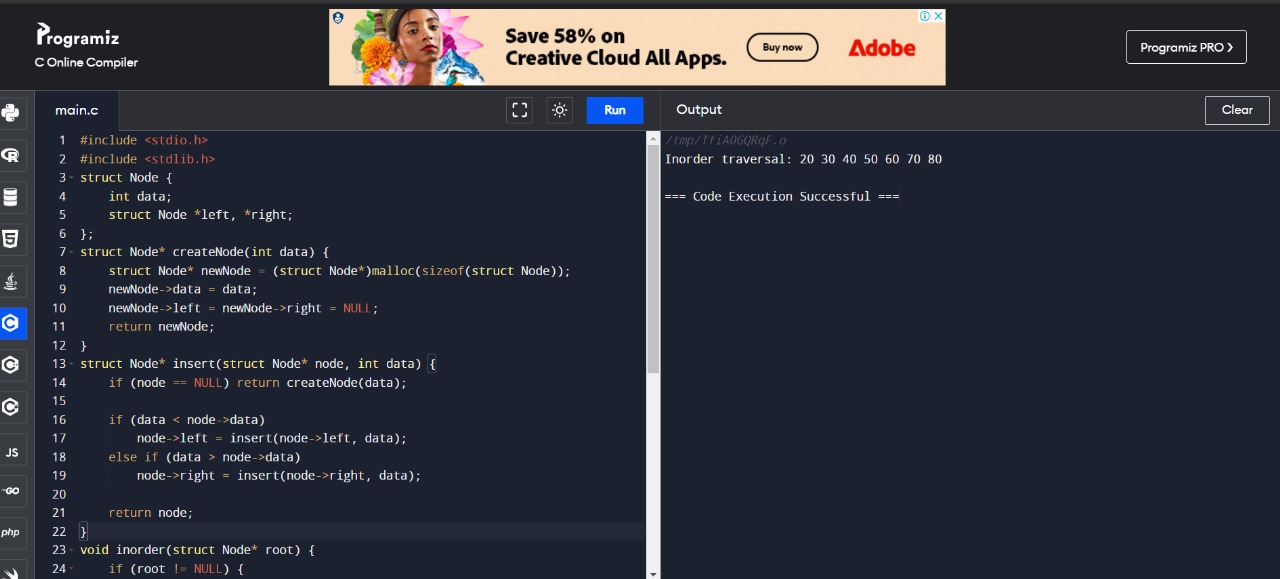 Programiz
C Online Compiler
Save 58% on
Creative Cloud All Apps.
Buy now
Adobe
Programiz PRO ❯
main.c
Run
Output
Clear
JS
GO
php
1 #include <stdio.h>
2 #include <stdlib.h>
3 struct Node {
4     int data;
5     struct Node *left, *right;
6 };
7 struct Node* createNode(int data) {
8     struct Node* newNode = (struct Node*)malloc(sizeof(struct Node));
9     newNode->data = data;
10     newNode->left = newNode->right = NULL;
11     return newNode;
12 }
13 struct Node* insert(struct Node* node, int data) {
14     if (node == NULL) return createNode(data);
15
16     if (data < node->data)
17         node->left = insert(node->left, data);
18     else if (data > node->data)
19         node->right = insert(node->right, data);
20
21     return node;
22 }
23 void inorder(struct Node* root) {
24     if (root != NULL) {
Inorder traversal: 20 30 40 50 60 70 80
=== Code Execution Successful ===